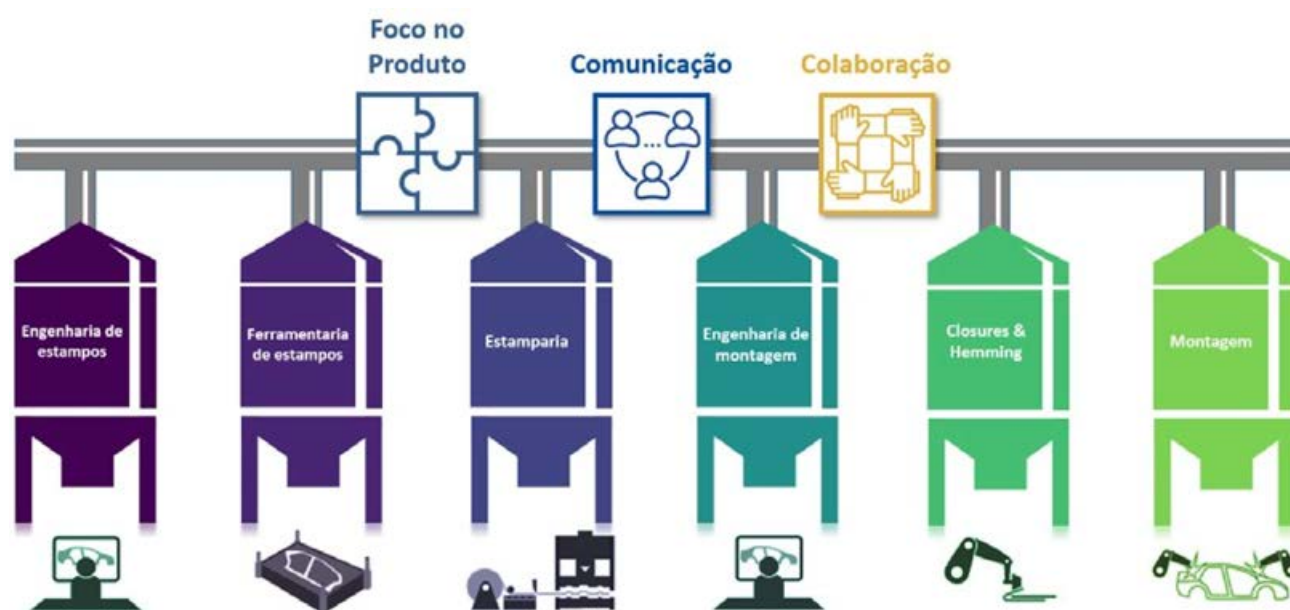 Foco no
Produto
Comunicação
Colaboração
Engenharia de
estampos
Ferramentaria
de estampos
Estamparia
Engenharia de
montagem
Closures &
Hemming
Montagem